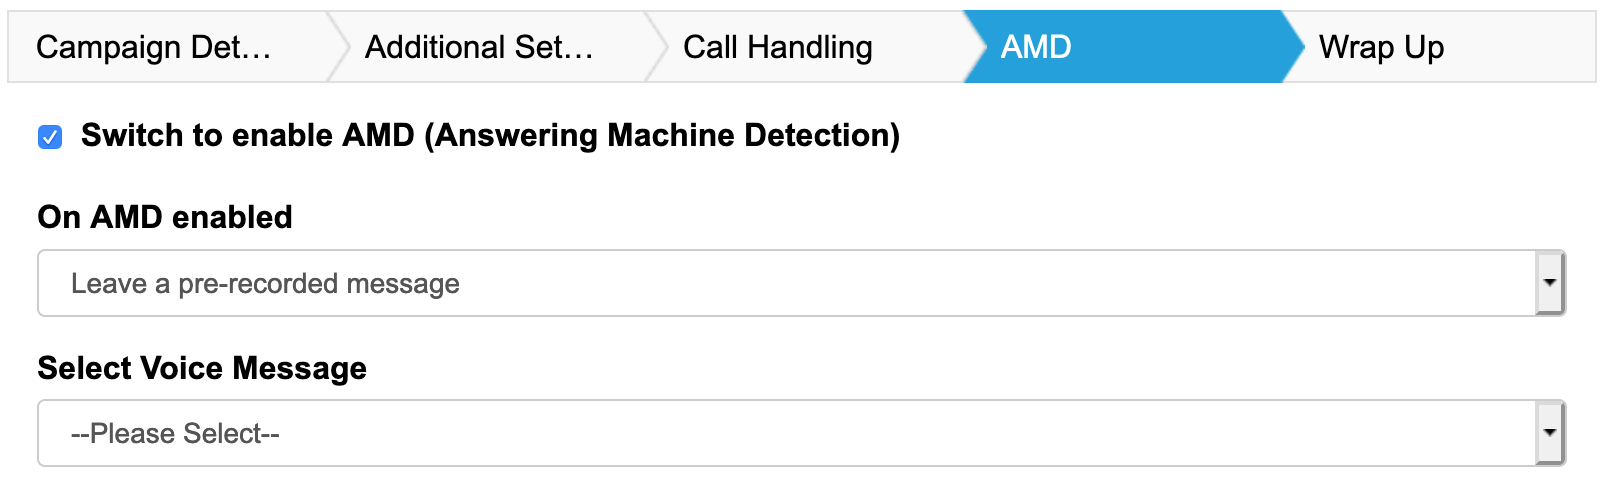 Campaign Det... Additional Set... Call Handling AMD Wrap Up
Switch to enable AMD (Answering Machine Detection)
On AMD enabled
Leave a pre-recorded message
Select Voice Message
--Please Select--